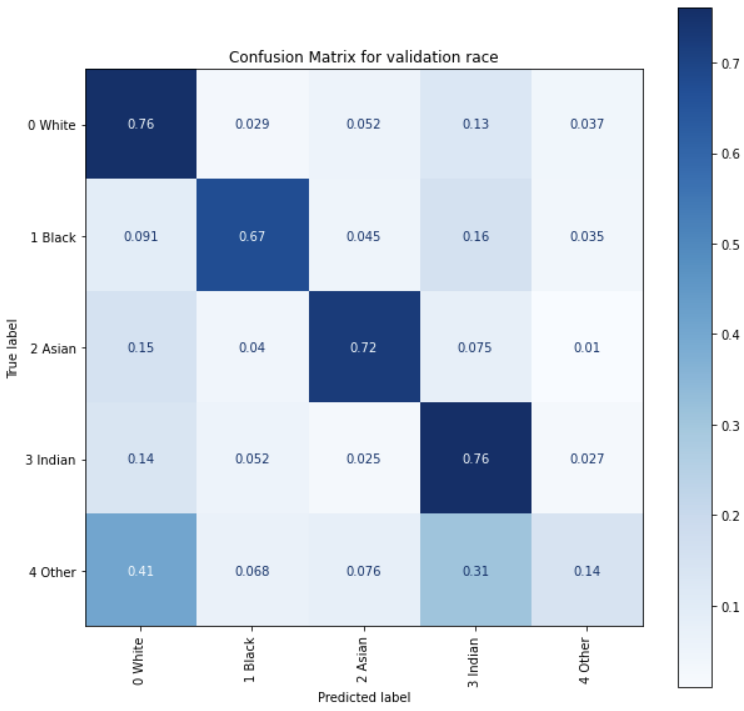 Confusion Matrix for validation race
0 White 0.76 0.029 0.052 0.13 0.037
1 Black 0.091 0.67 0.045 0.16 0.035
2 Asian 0.15 0.04 0.72 0.075 0.01
3 Indian 0.14 0.052 0.025 0.76 0.027
4 Other 0.41 0.068 0.076 0.31 0.14
True label
0 White 1 Black 2 Asian 3 Indian 4 Other
Predicted label
0.7
0.6
0.5
0.4
0.3
0.2
0.1